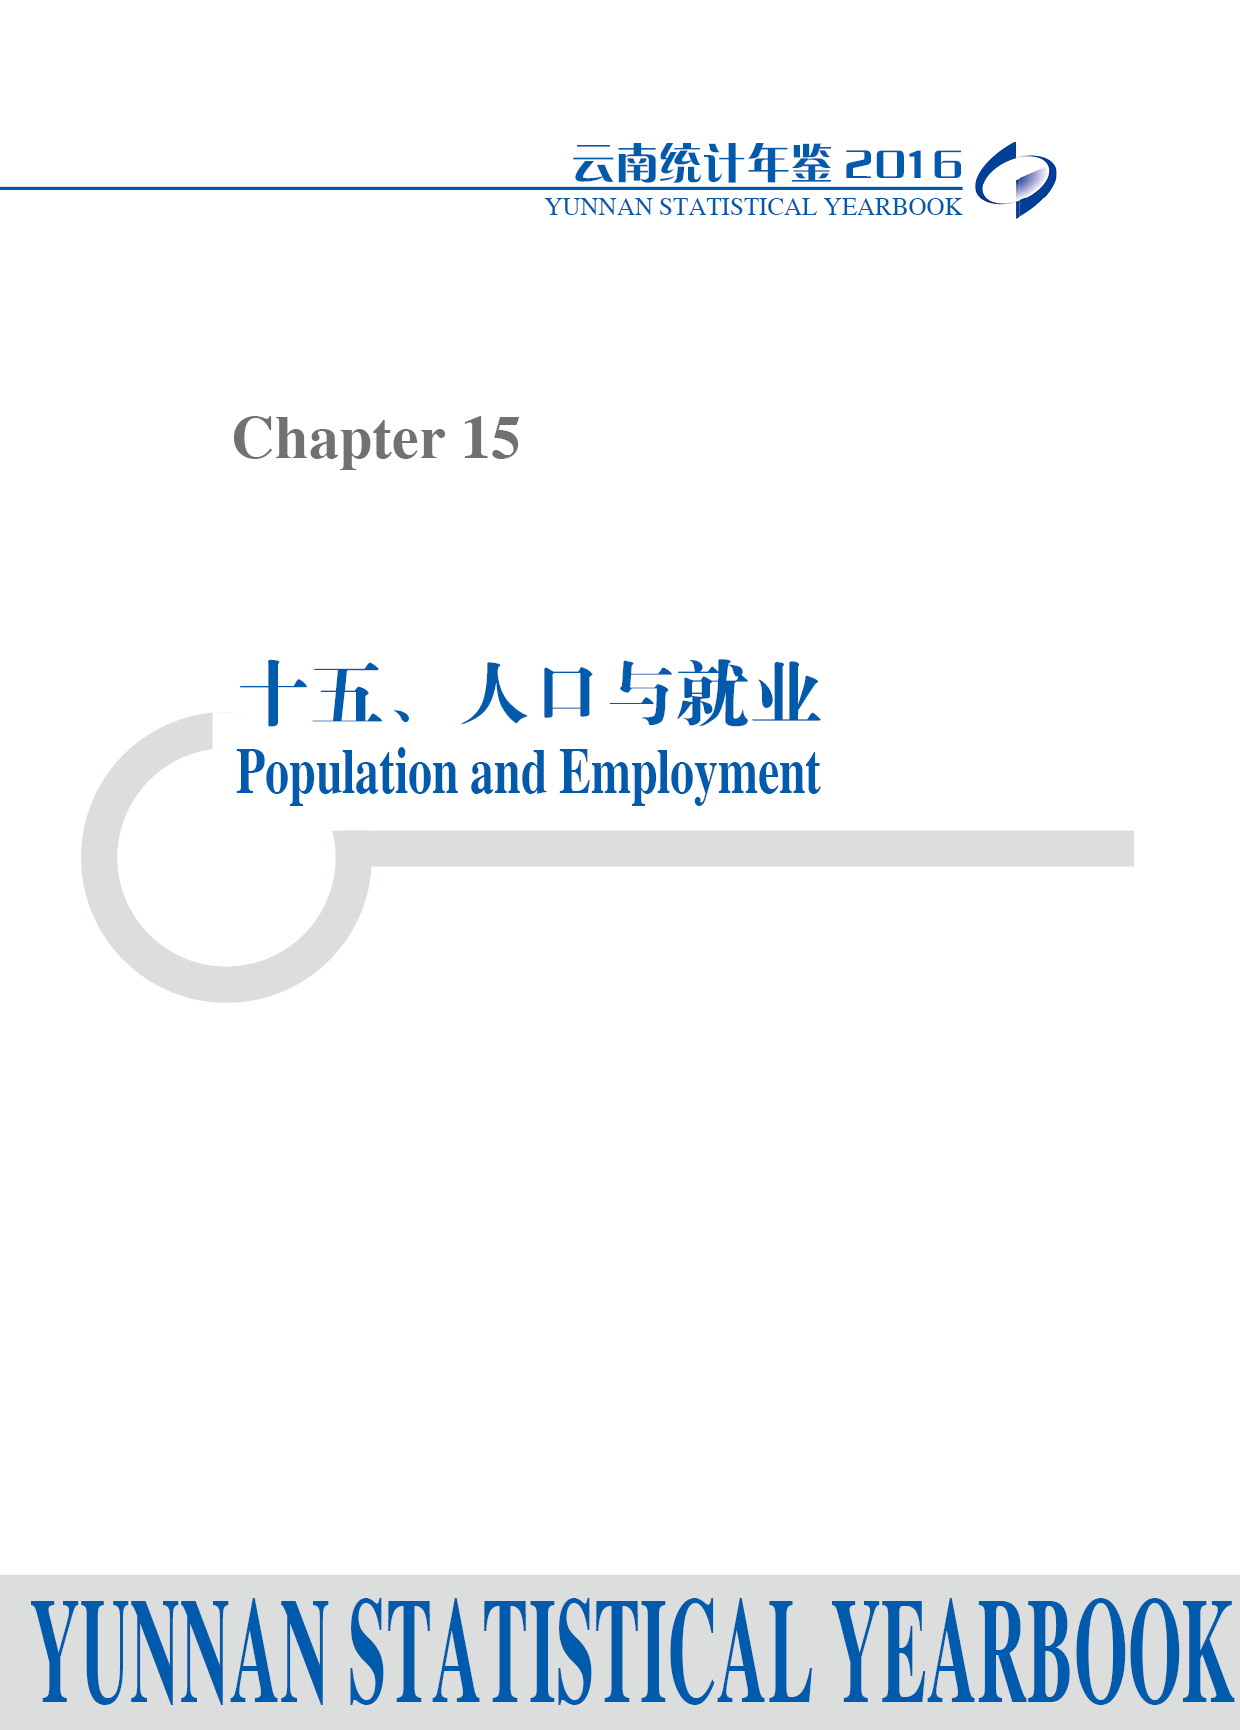 云南统计年鉴 2016
YUNNAN STATISTICAL YEARBOOK
Chapter 15
十五、人口与就业
Population and Employment
YUNNAN STATISTICAL YEARBOOK